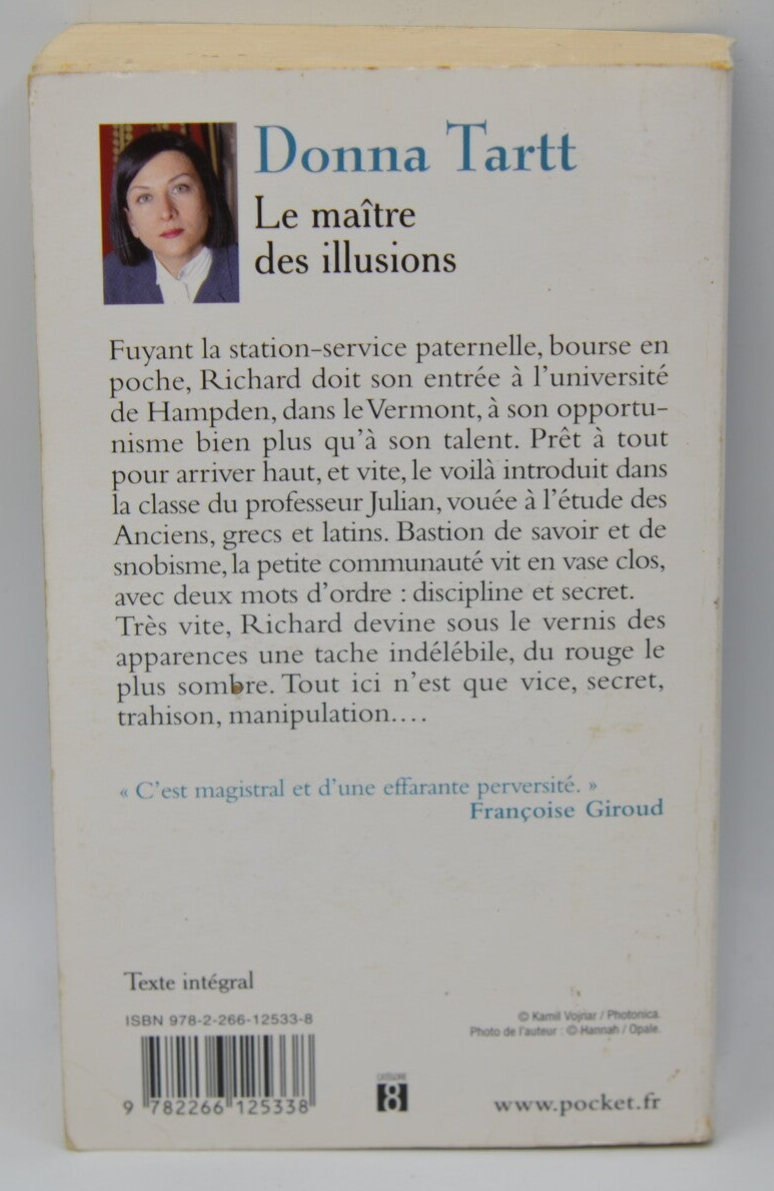 Donna Tartt
Le maître
des illusions
Fuyant la station-service paternelle, bourse en
poche, Richard doit son entrée à l'université
de Hampden, dans le Vermont, à son opportu-
nisme bien plus qu'à son talent. Prêt à tout
pour arriver haut, et vite, le voilà introduit dans
la classe du professeur Julian, vouée à l'étude des
Anciens, grecs et latins. Bastion de savoir et de
snobisme, la petite communauté vit en vase clos,
avec deux mots d'ordre : discipline et secret.
Très vite, Richard devine sous le vernis des
apparences une tache indélébile, du rouge le
plus sombre. Tout ici n'est que vice, secret,
trahison, manipulation....
« C'est magistral et d'une effarante perversité. »
Françoise Giroud
Texte intégral
ISBN 978-2-266-12533-8
© Kamil Vojnar / Photonica.
Photo de l'auteur : © Hannah / Opale.
9 782266 125338
CATÉGORIE
8
www.pocket.fr